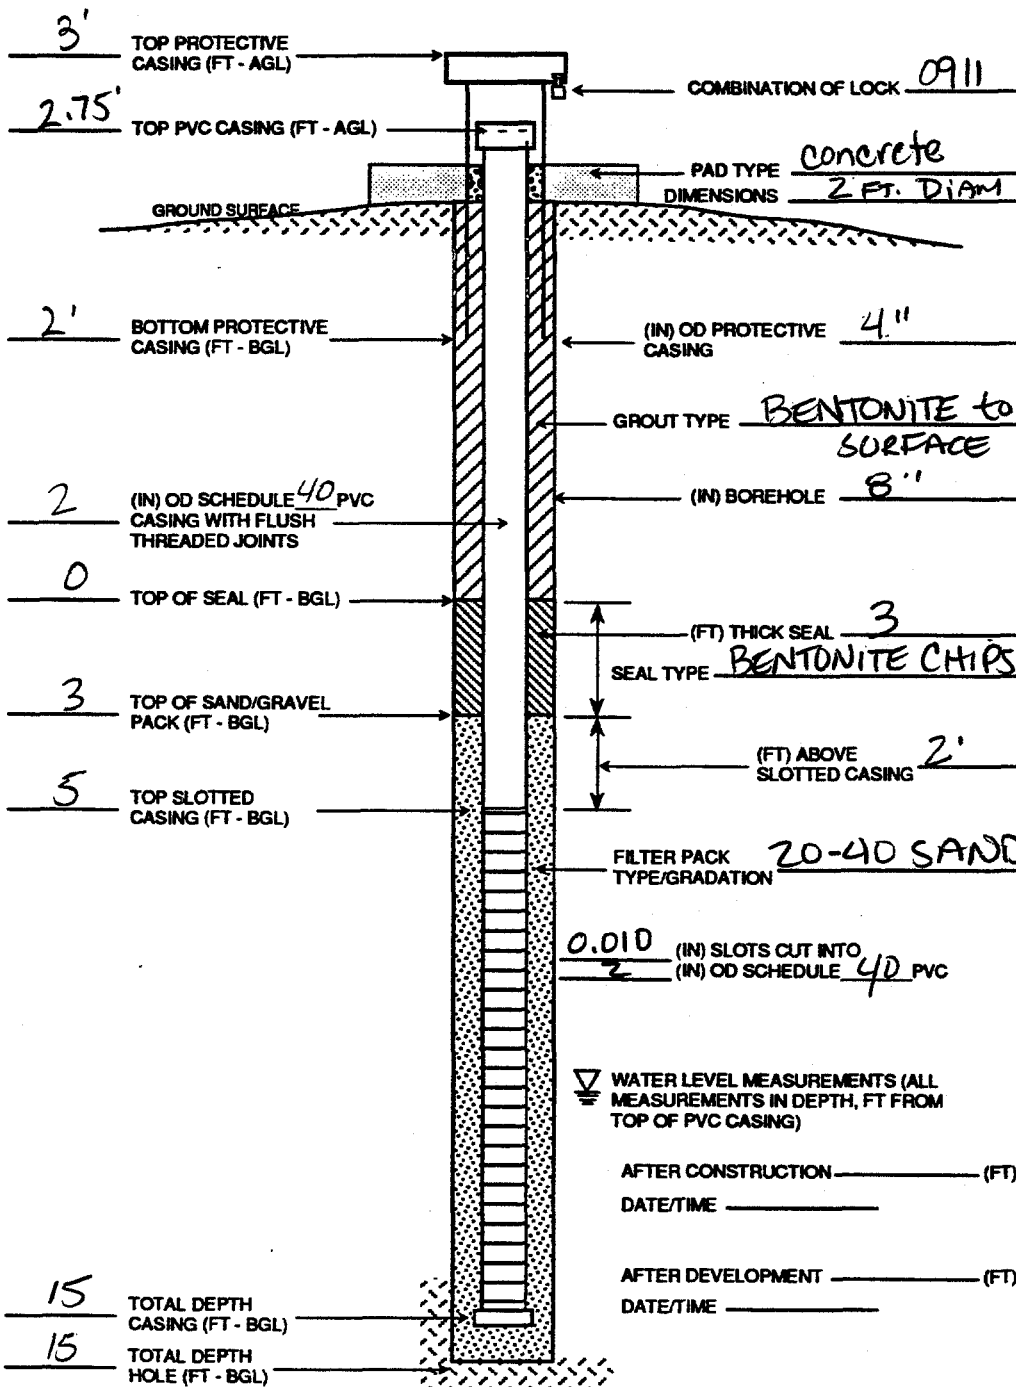 3' TOP PROTECTIVE
CASING (FT - AGL)
COMBINATION OF LOCK 0911
2.75' TOP PVC CASING (FT - AGL)
PAD TYPE concrete
DIMENSIONS 2 FT. DIAM
GROUND SURFACE
2' BOTTOM PROTECTIVE
CASING (FT - BGL)
(IN) OD PROTECTIVE 4"
CASING
GROUT TYPE BENTONITE to
SURFACE
2 (IN) OD SCHEDULE 40 PVC
CASING WITH FLUSH
THREADED JOINTS
(IN) BOREHOLE 8"
0 TOP OF SEAL (FT - BGL)
(FT) THICK SEAL 3
SEAL TYPE BENTONITE CHIPS
3 TOP OF SAND/GRAVEL
PACK (FT - BGL)
(FT) ABOVE
SLOTTED CASING 2'
5 TOP SLOTTED
CASING (FT - BGL)
FILTER PACK 20-40 SAND
TYPE/GRADATION
0.010 (IN) SLOTS CUT INTO
2 (IN) OD SCHEDULE 40 PVC
WATER LEVEL MEASUREMENTS (ALL
MEASUREMENTS IN DEPTH, FT FROM
TOP OF PVC CASING)
AFTER CONSTRUCTION (FT)
DATE/TIME
AFTER DEVELOPMENT (FT)
DATE/TIME
15 TOTAL DEPTH
CASING (FT - BGL)
15 TOTAL DEPTH
HOLE (FT - BGL)